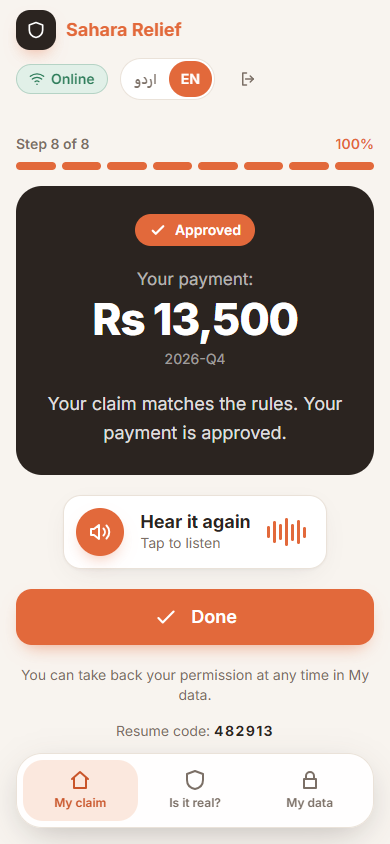 Sahara Relief
Online
اردو
EN
Step 8 of 8
100%
Approved
Your payment:
Rs 13,500
2026-Q4
Your claim matches the rules. Your
payment is approved.
Hear it again
Tap to listen
Done
You can take back your permission at any time in My
data.
Resume code: 482913
My claim
Is it real?
My data